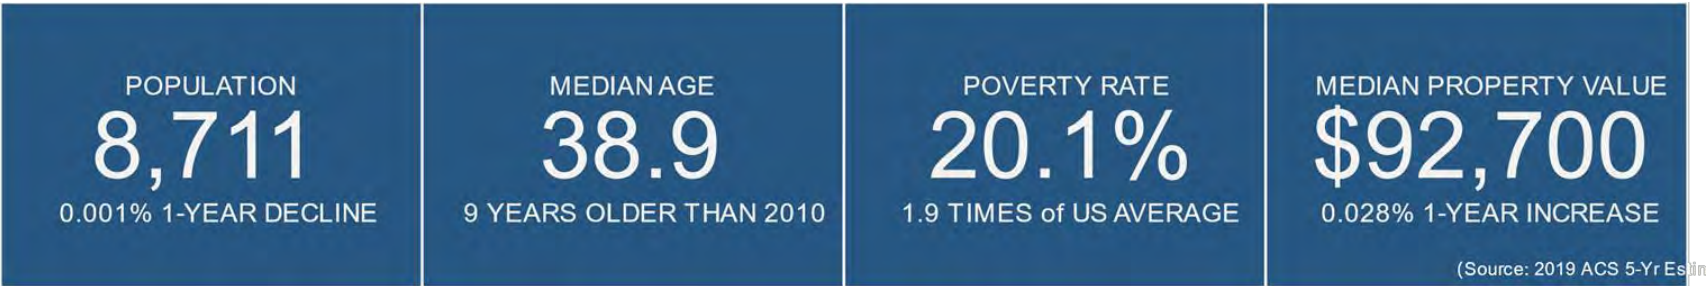 POPULATION
8,711
0.001% 1-YEAR DECLINE
MEDIAN AGE
38.9
9 YEARS OLDER THAN 2010
POVERTY RATE
20.1%
1.9 TIMES of US AVERAGE
MEDIAN PROPERTY VALUE
$92,700
0.028% 1-YEAR INCREASE
(Source: 2019 ACS 5-Yr Estim